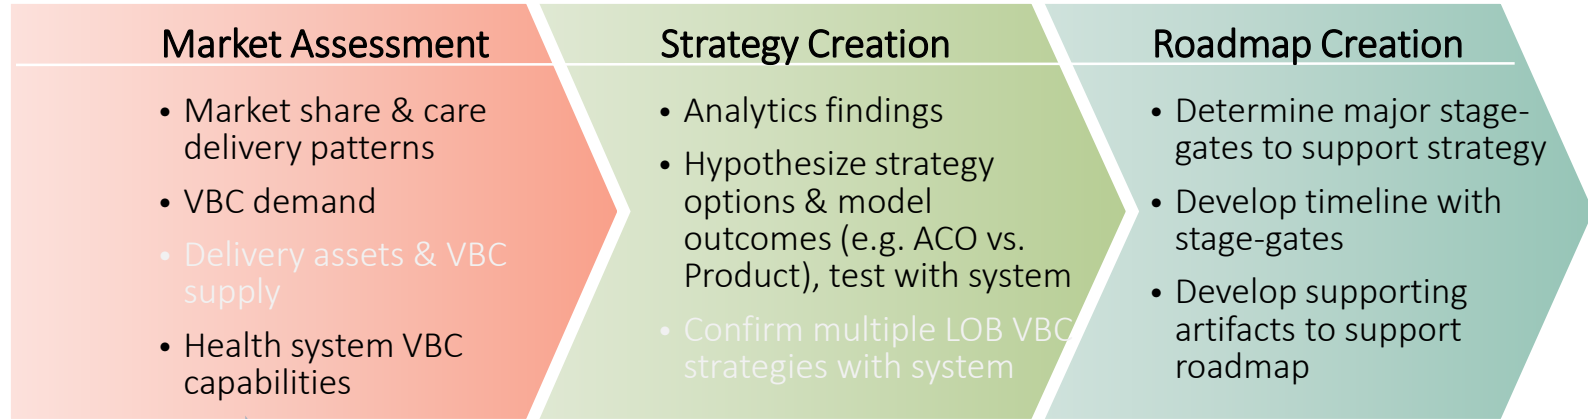 Market Assessment
• Market share & care
delivery patterns
• VBC demand
• Delivery assets & VBC
supply
• Health system VBC
capabilities
Strategy Creation
• Analytics findings
• Hypothesize strategy
options & model
outcomes (e.g. ACO vs.
Product), test with system
• Confirm multiple LOB VBC
strategies with system
Roadmap Creation
• Determine major stage-
gates to support strategy
• Develop timeline with
stage-gates
• Develop supporting
artifacts to support
roadmap